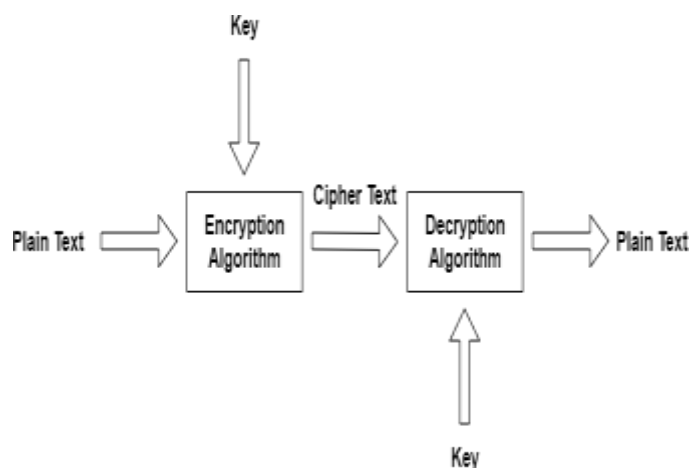 Key
Plain Text
Encryption
Algorithm
Cipher Text
Decryption
Algorithm
Plain Text
Key